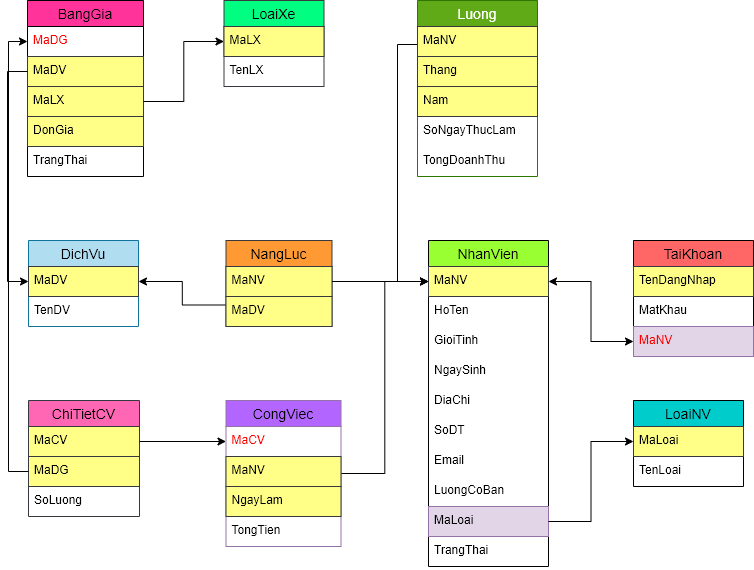 BangGia
MaDG
MaDV
MaLX
DonGia
TrangThai
LoaiXe
MaLX
TenLX
Luong
MaNV
Thang
Nam
SoNgayThucLam
TongDoanhThu
DichVu
MaDV
TenDV
NangLuc
MaNV
MaDV
NhanVien
MaNV
HoTen
GioiTinh
NgaySinh
DiaChi
SoDT
Email
LuongCoBan
MaLoai
TrangThai
TaiKhoan
TenDangNhap
MatKhau
MaNV
ChiTietCV
MaCV
MaDG
SoLuong
CongViec
MaCV
MaNV
NgayLam
TongTien
LoaiNV
MaLoai
TenLoai